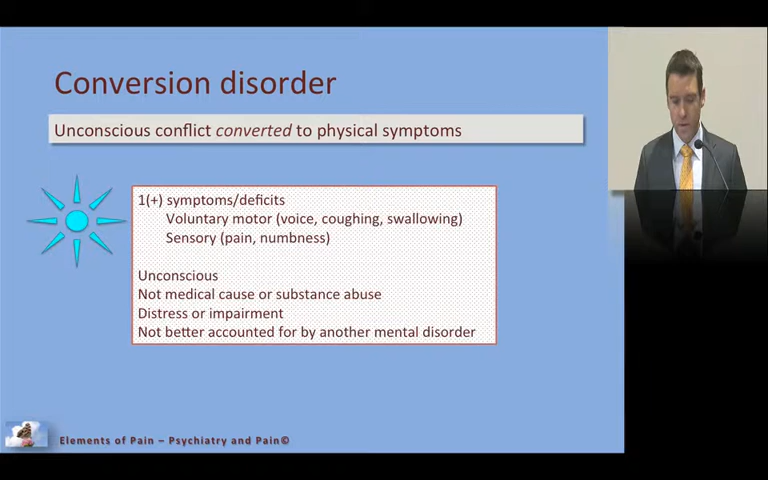 Conversion disorder
Unconscious conflict converted to physical symptoms
1(+) symptoms/deficits
Voluntary motor (voice, coughing, swallowing)
Sensory (pain, numbness)
Unconscious
Not medical cause or substance abuse
Distress or impairment
Not better accounted for by another mental disorder
Elements of Pain – Psychiatry and Pain©